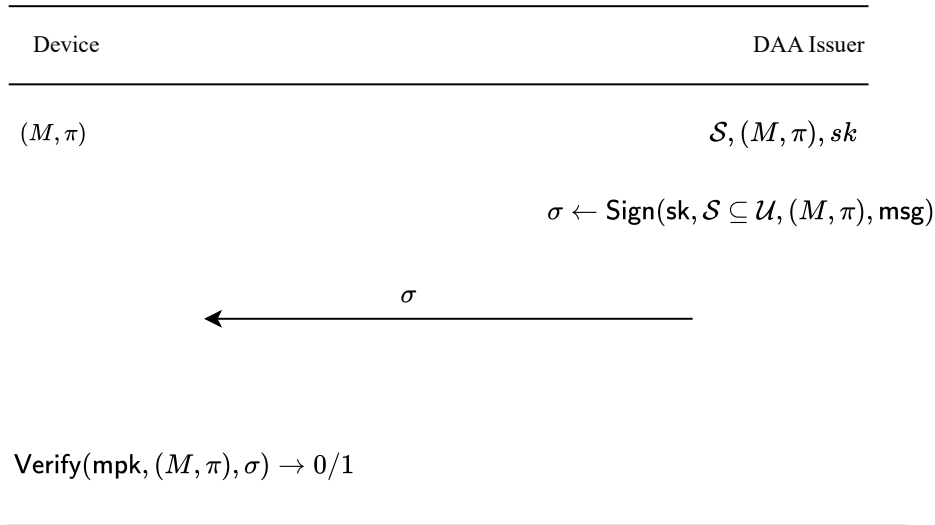 Device DAA Issuer
(M, π) 𝒮, (M, π), sk
σ ← Sign(sk, 𝒮 ⊆ 𝒰, (M, π), msg)
σ
Verify(mpk, (M, π), σ) → 0/1